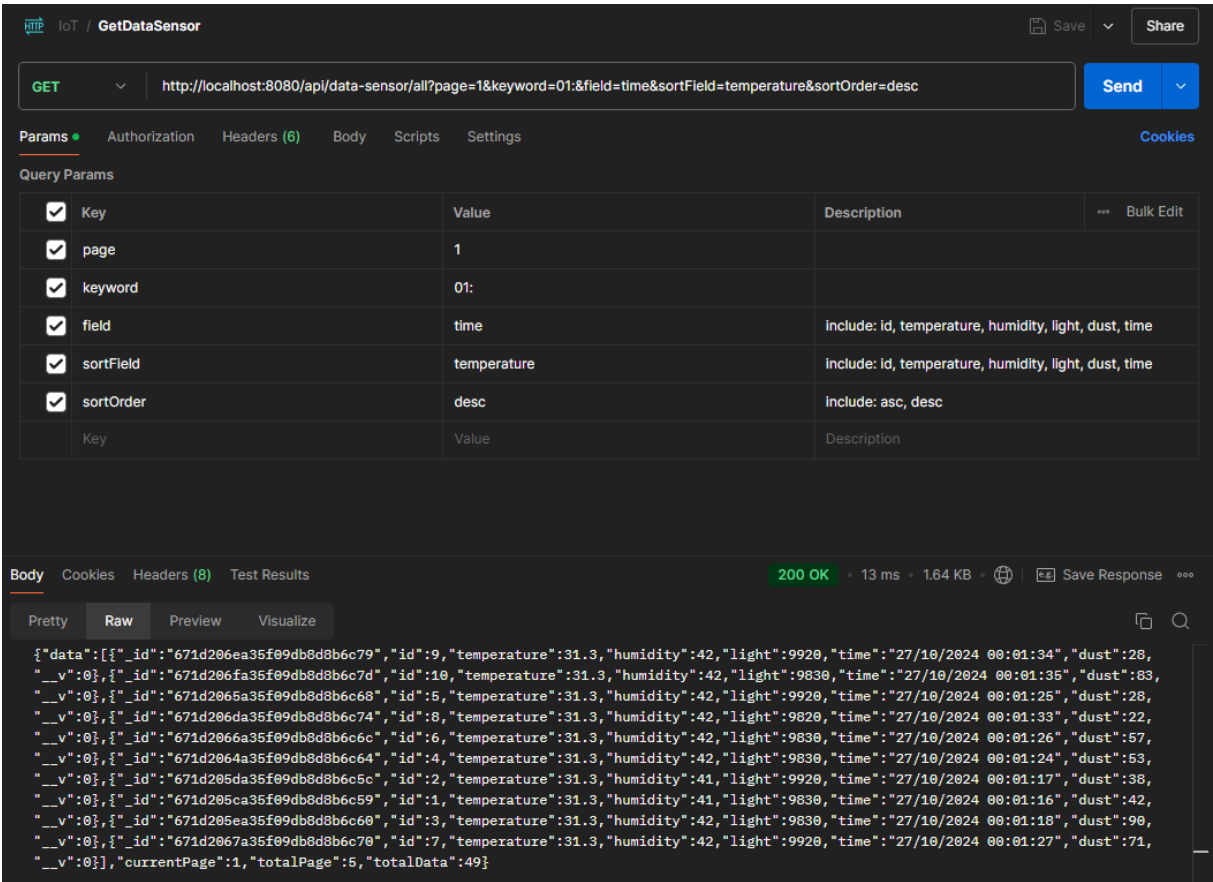 HTTP IoT / GetDataSensor Save Share
GET http://localhost:8080/api/data-sensor/all?page=1&keyword=01:&field=time&sortField=temperature&sortOrder=desc Send
Params Authorization Headers (6) Body Scripts Settings Cookies
Query Params
Key Value Description Bulk Edit
page 1
keyword 01:
field time include: id, temperature, humidity, light, dust, time
sortField temperature include: id, temperature, humidity, light, dust, time
sortOrder desc include: asc, desc
Key Value Description
Body Cookies Headers (8) Test Results 200 OK 13 ms 1.64 KB e.g. Save Response
Pretty Raw Preview Visualize
{"data":[{"_id":"671d206ea35f09db8d8b6c79","id":9,"temperature":31.3,"humidity":42,"light":9920,"time":"27/10/2024 00:01:34","dust":28,
"__v":0},{"_id":"671d206fa35f09db8d8b6c7d","id":10,"temperature":31.3,"humidity":42,"light":9830,"time":"27/10/2024 00:01:35","dust":83,
"__v":0},{"_id":"671d2065a35f09db8d8b6c68","id":5,"temperature":31.3,"humidity":42,"light":9920,"time":"27/10/2024 00:01:25","dust":28,
"__v":0},{"_id":"671d206da35f09db8d8b6c74","id":8,"temperature":31.3,"humidity":42,"light":9820,"time":"27/10/2024 00:01:33","dust":22,
"__v":0},{"_id":"671d2066a35f09db8d8b6c6c","id":6,"temperature":31.3,"humidity":42,"light":9830,"time":"27/10/2024 00:01:26","dust":57,
"__v":0},{"_id":"671d2064a35f09db8d8b6c64","id":4,"temperature":31.3,"humidity":42,"light":9830,"time":"27/10/2024 00:01:24","dust":53,
"__v":0},{"_id":"671d205da35f09db8d8b6c5c","id":2,"temperature":31.3,"humidity":41,"light":9920,"time":"27/10/2024 00:01:17","dust":38,
"__v":0},{"_id":"671d205ca35f09db8d8b6c59","id":1,"temperature":31.3,"humidity":41,"light":9830,"time":"27/10/2024 00:01:16","dust":42,
"__v":0},{"_id":"671d205ea35f09db8d8b6c60","id":3,"temperature":31.3,"humidity":42,"light":9830,"time":"27/10/2024 00:01:18","dust":90,
"__v":0},{"_id":"671d2067a35f09db8d8b6c70","id":7,"temperature":31.3,"humidity":42,"light":9920,"time":"27/10/2024 00:01:27","dust":71,
"__v":0}],"currentPage":1,"totalPage":5,"totalData":49}